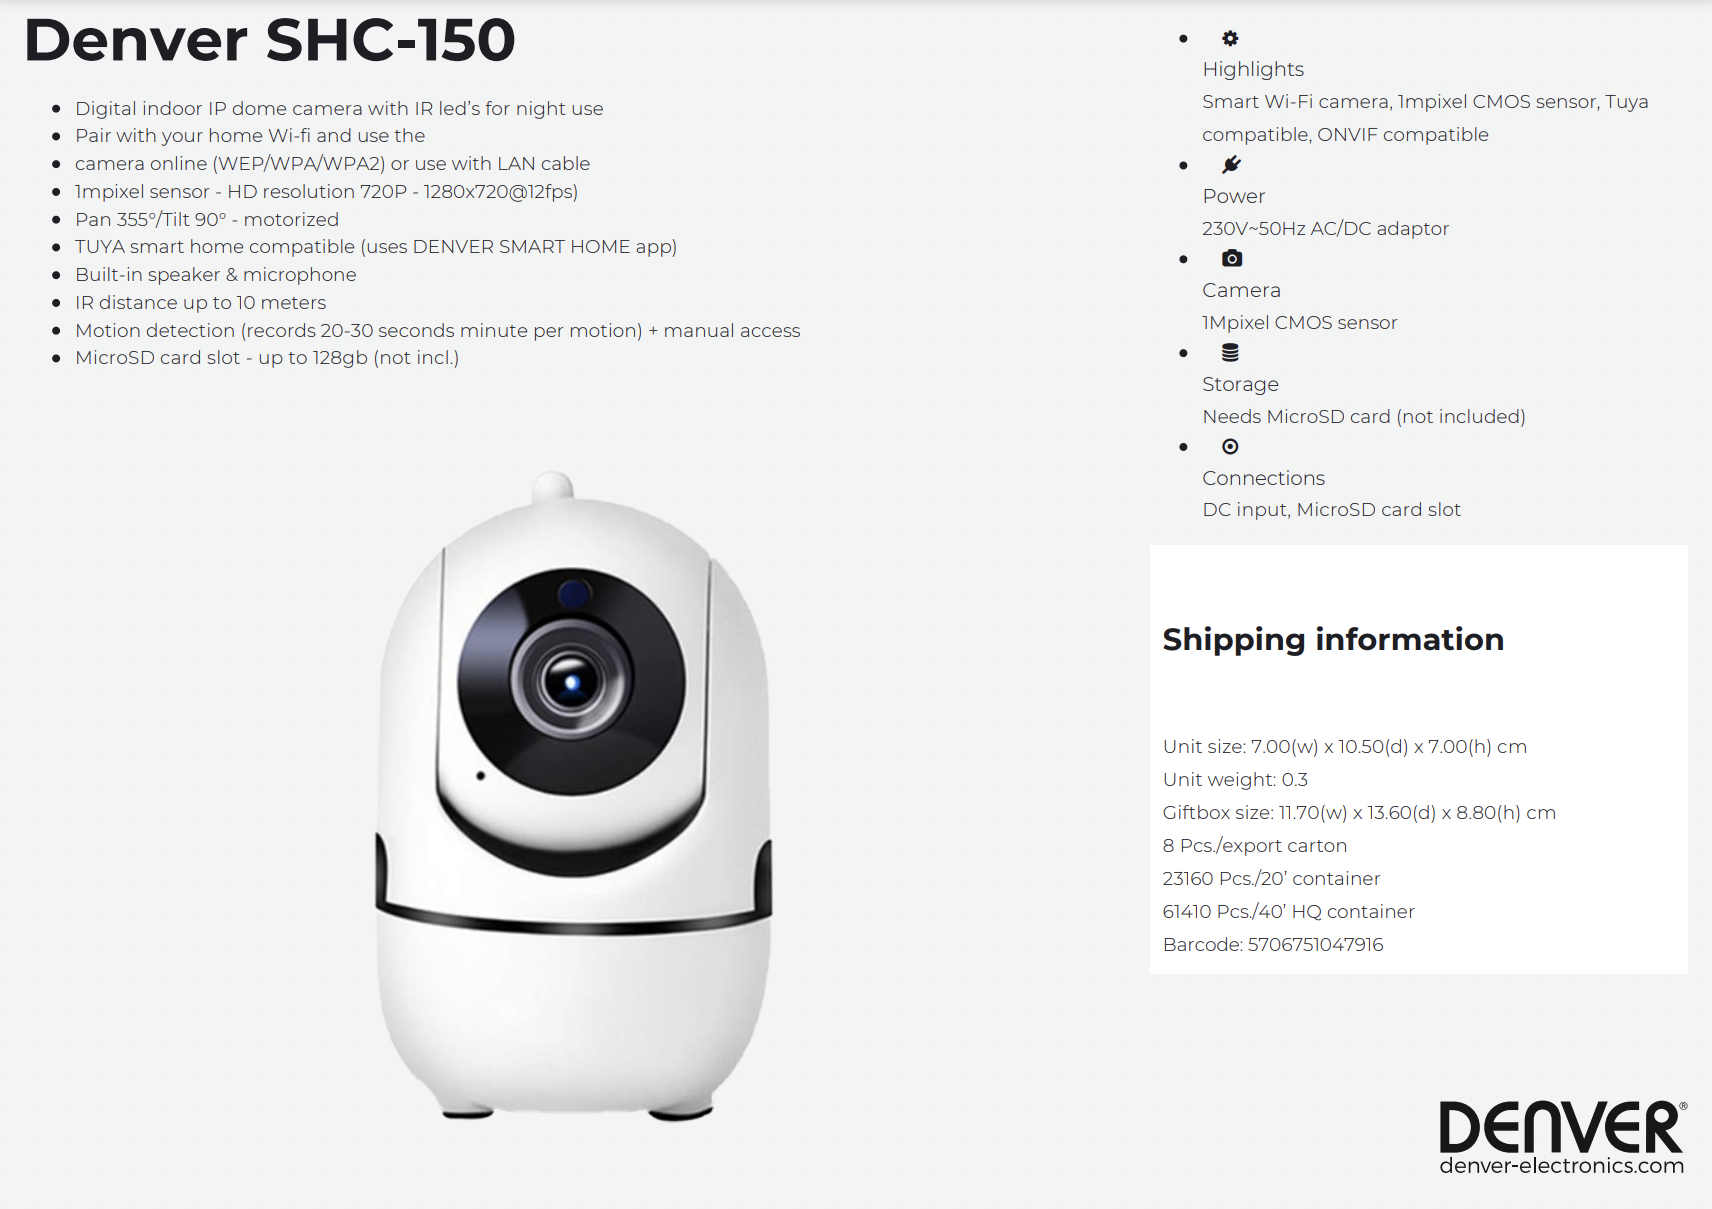 Denver SHC-150
Digital indoor IP dome camera with IR led’s for night use
Pair with your home Wi-fi and use the
camera online (WEP/WPA/WPA2) or use with LAN cable
1mpixel sensor - HD resolution 720P - 1280x720@12fps)
Pan 355°/Tilt 90° - motorized
TUYA smart home compatible (uses DENVER SMART HOME app)
Built-in speaker & microphone
IR distance up to 10 meters
Motion detection (records 20-30 seconds minute per motion) + manual access
MicroSD card slot - up to 128gb (not incl.)
Highlights
Smart Wi-Fi camera, 1mpixel CMOS sensor, Tuya
compatible, ONVIF compatible
Power
230V~50Hz AC/DC adaptor
Camera
1Mpixel CMOS sensor
Storage
Needs MicroSD card (not included)
Connections
DC input, MicroSD card slot
Shipping information
Unit size: 7.00(w) x 10.50(d) x 7.00(h) cm
Unit weight: 0.3
Giftbox size: 11.70(w) x 13.60(d) x 8.80(h) cm
8 Pcs./export carton
23160 Pcs./20’ container
61410 Pcs./40’ HQ container
Barcode: 5706751047916
DENVER®
denver-electronics.com